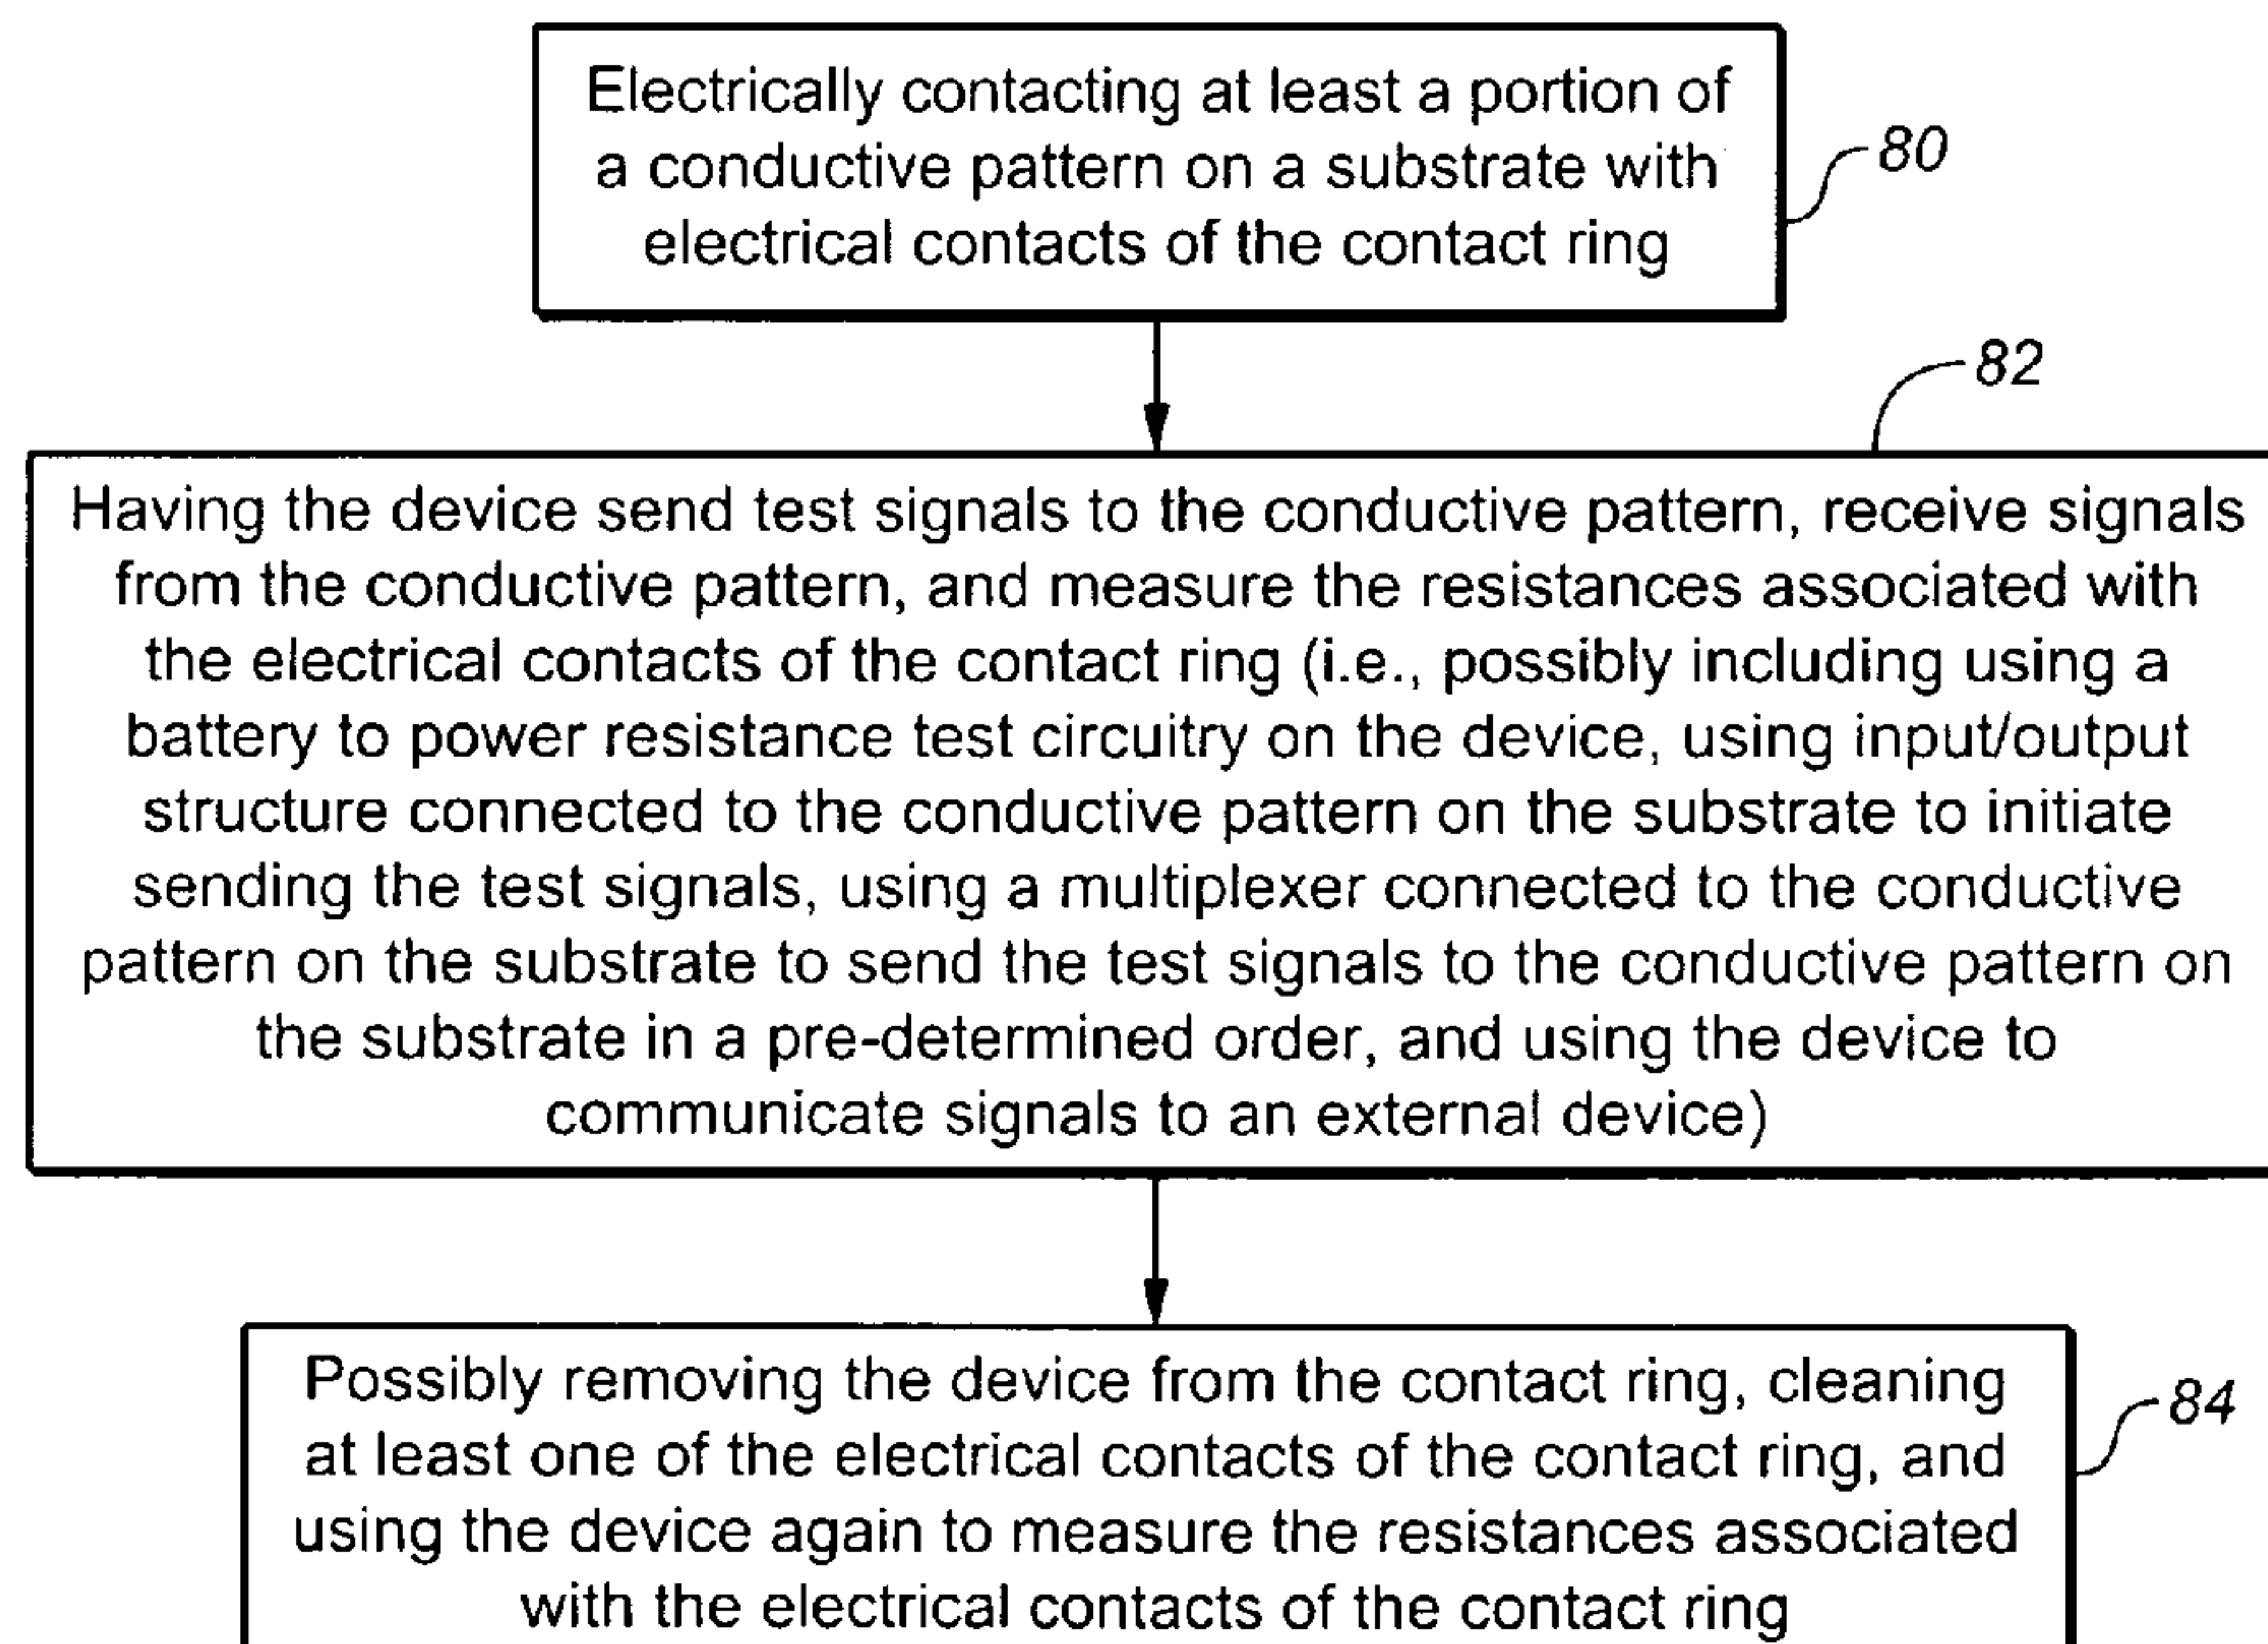 Electrically contacting at least a portion of
a conductive pattern on a substrate with
electrical contacts of the contact ring
80
82
Having the device send test signals to the conductive pattern, receive signals
from the conductive pattern, and measure the resistances associated with
the electrical contacts of the contact ring (i.e., possibly including using a
battery to power resistance test circuitry on the device, using input/output
structure connected to the conductive pattern on the substrate to initiate
sending the test signals, using a multiplexer connected to the conductive
pattern on the substrate to send the test signals to the conductive pattern on
the substrate in a pre-determined order, and using the device to
communicate signals to an external device)
Possibly removing the device from the contact ring, cleaning
at least one of the electrical contacts of the contact ring, and
using the device again to measure the resistances associated
with the electrical contacts of the contact ring
84